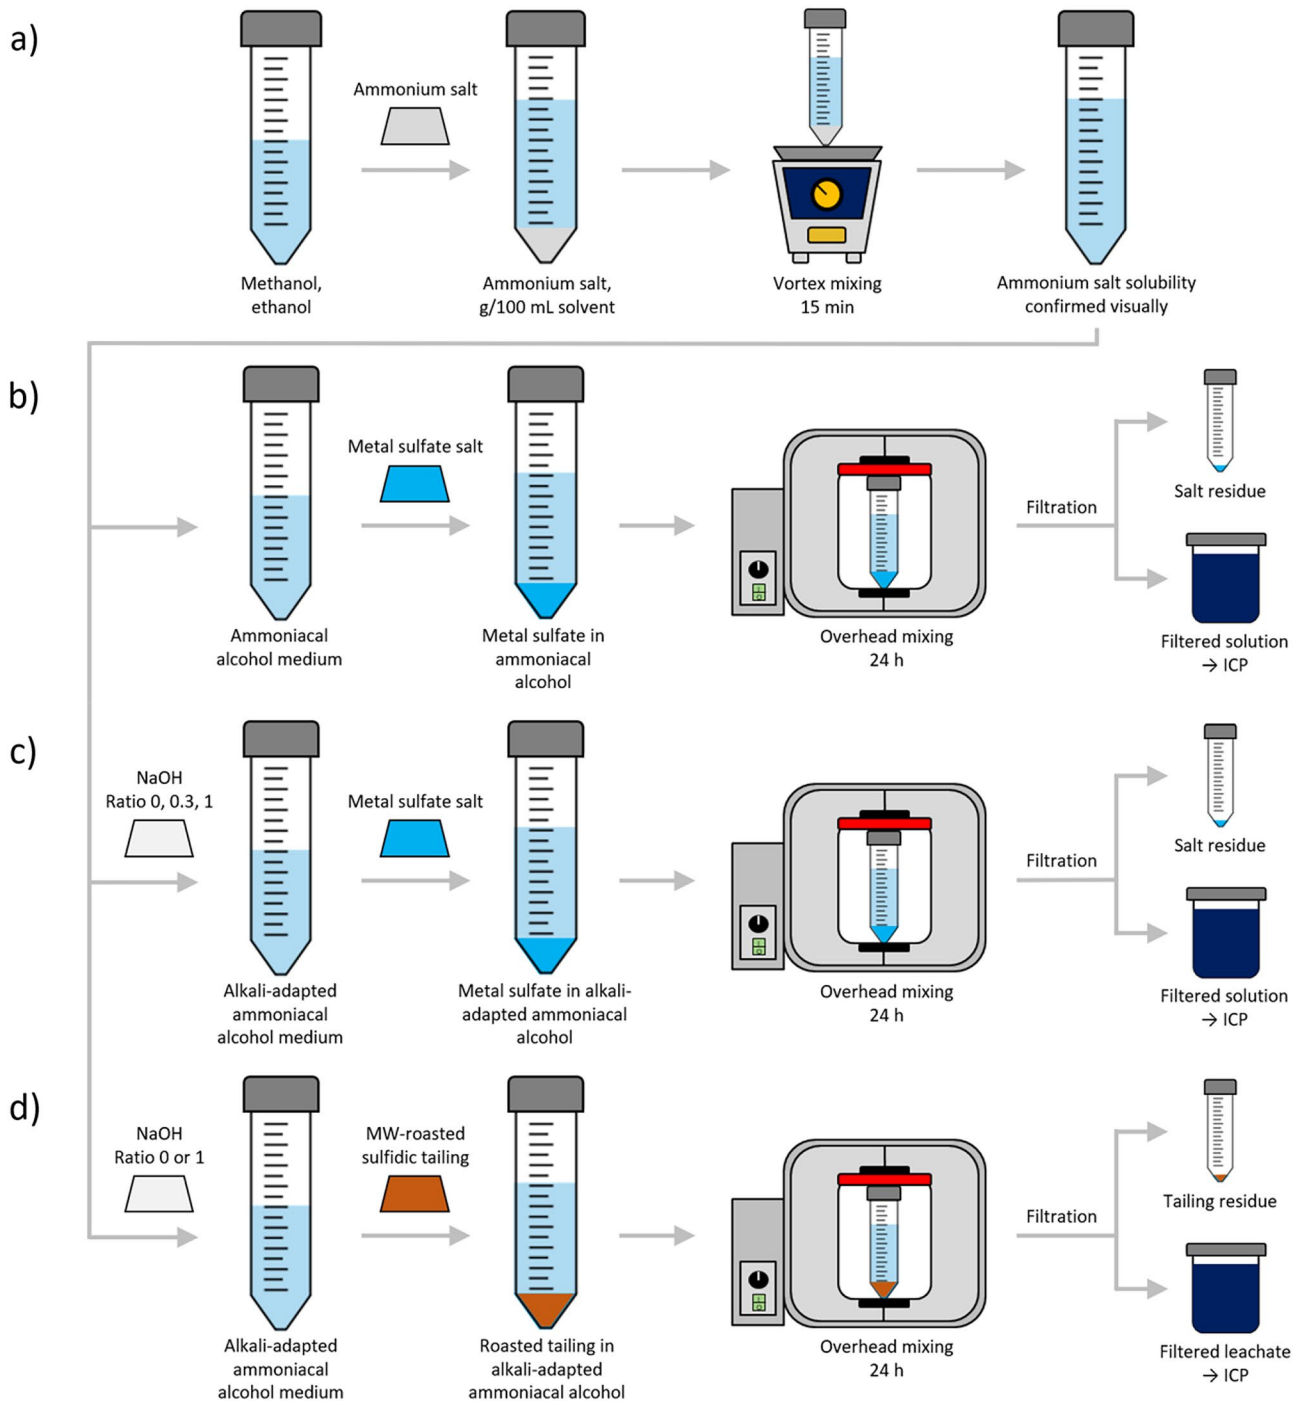 a)
Ammonium salt
Methanol,
ethanol
Ammonium salt,
g/100 mL solvent
Vortex mixing
15 min
Ammonium salt solubility
confirmed visually
b)
Metal sulfate salt
Ammoniacal
alcohol medium
Metal sulfate in
ammoniacal
alcohol
Overhead mixing
24 h
Filtration
Salt residue
Filtered solution
→ ICP
c)
NaOH
Ratio 0, 0.3, 1
Metal sulfate salt
Alkali-adapted
ammoniacal
alcohol medium
Metal sulfate in alkali-
adapted ammoniacal
alcohol
Overhead mixing
24 h
Filtration
Salt residue
Filtered solution
→ ICP
d)
NaOH
Ratio 0 or 1
MW-roasted
sulfidic tailing
Alkali-adapted
ammoniacal
alcohol medium
Roasted tailing in
alkali-adapted
ammoniacal alcohol
Overhead mixing
24 h
Filtration
Tailing residue
Filtered leachate
→ ICP